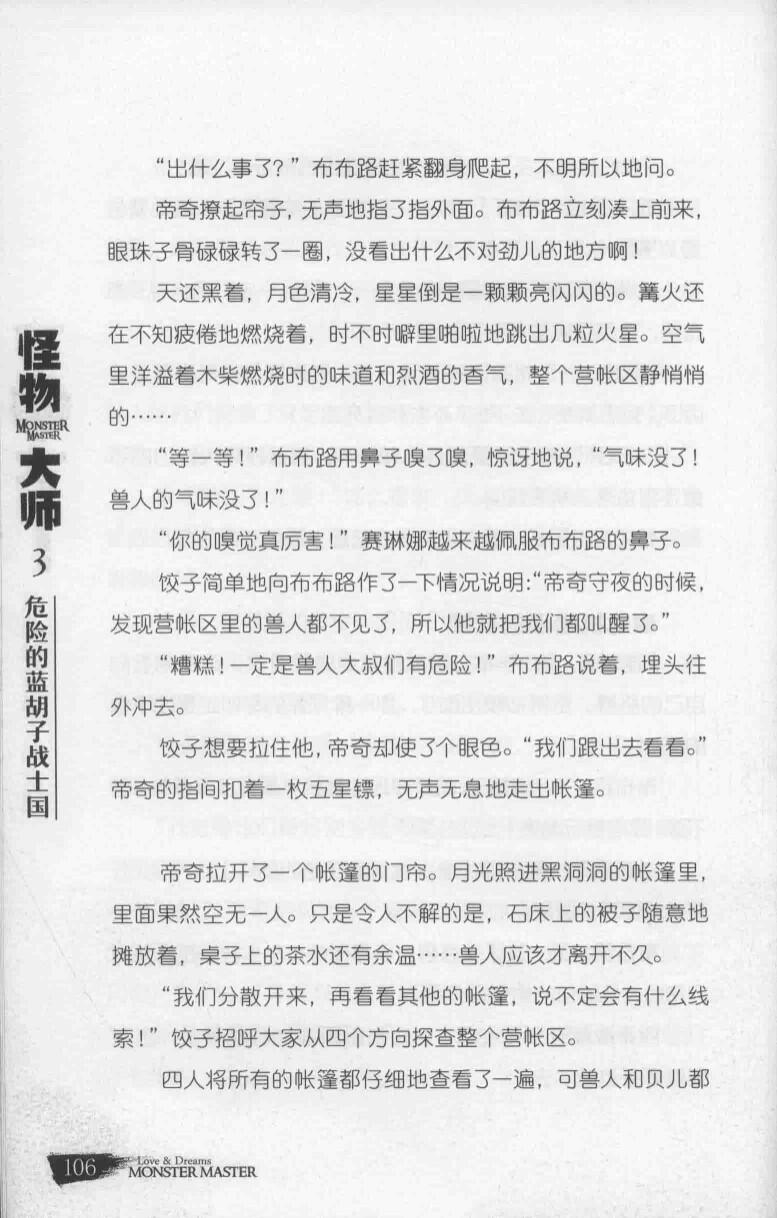 “出什么事了？”布布路赶紧翻身爬起，不明所以地问。
帝奇撩起帘子，无声地指了指外面。布布路立刻凑上前来，
眼珠子骨碌碌转了一圈，没看出什么不对劲儿的地方啊！
天还黑着，月色清冷，星星倒是一颗颗亮闪闪的。篝火还
在不知疲倦地燃烧着，时不时噼里啪啦地跳出几粒火星。空气
里洋溢着木柴燃烧时的味道和烈酒的香气，整个营帐区静悄悄
的……
“等一等！”布布路用鼻子嗅了嗅，惊讶地说，“气味没了！
兽人的气味没了！”
“你的嗅觉真厉害！”赛琳娜越来越佩服布布路的鼻子。
饺子简单地向布布路作了一下情况说明：“帝奇守夜的时候，
发现营帐区里的兽人都不见了，所以他就把我们都叫醒了。”
“糟糕！一定是兽人大叔们有危险！”布布路说着，埋头往
外冲去。
饺子想要拉住他，帝奇却使了个眼色。“我们跟出去看看。”
帝奇的指间扣着一枚五星镖，无声无息地走出帐篷。
帝奇拉开了一个帐篷的门帘。月光照进黑洞洞的帐篷里，
里面果然空无一人。只是令人不解的是，石床上的被子随意地
摊放着，桌子上的茶水还有余温……兽人应该才离开不久。
“我们分散开来，再看看其他的帐篷，说不定会有什么线
索！”饺子招呼大家从四个方向探查整个营帐区。
四人将所有的帐篷都仔细地查看了一遍，可兽人和贝儿都
怪物
MONSTER
MASTER
大师
3
危险的蓝胡子战士国
106
Love & Dreams
MONSTER MASTER